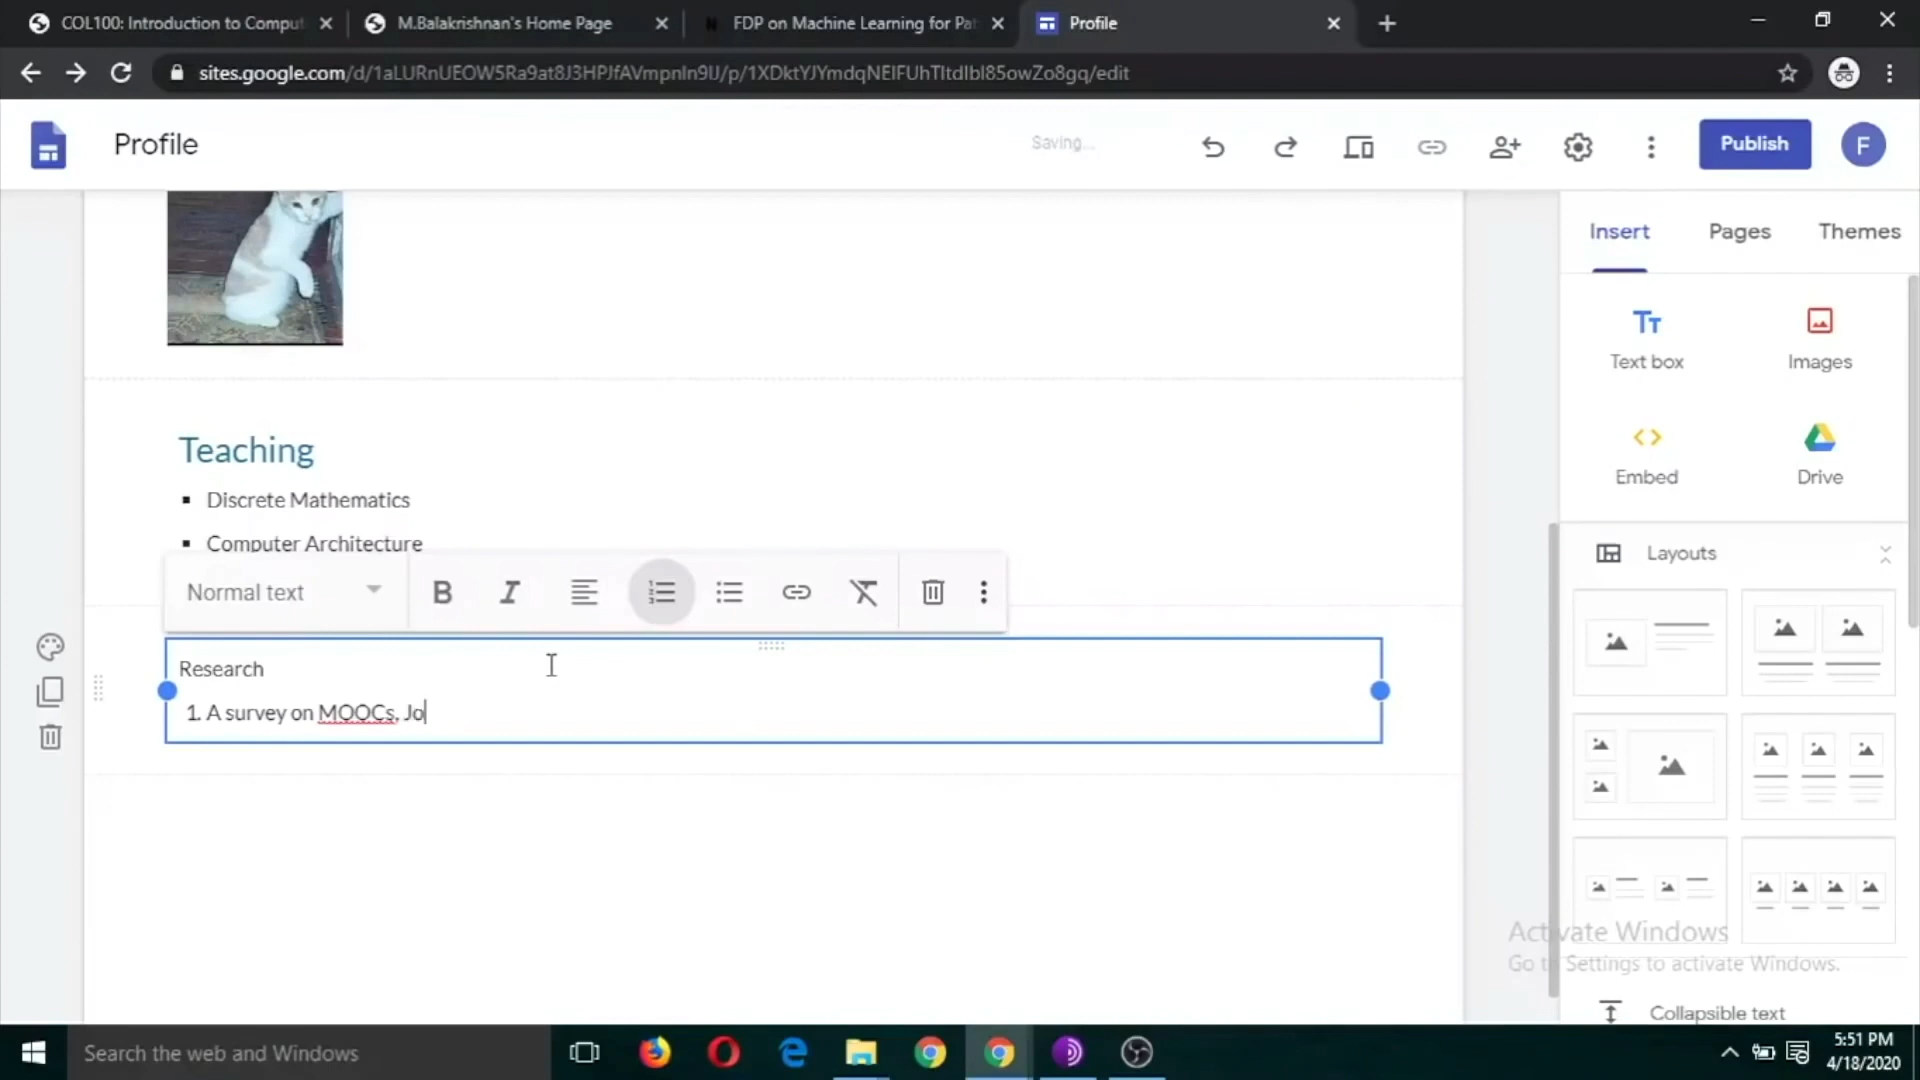 COL100: Introduction to Comput
M.Balakrishnan's Home Page
FDP on Machine Learning for Pat
Profile
sites.google.com/d/1aLURnUEOW5Ra9at8J3HPJfAVmpnIn9IJ/p/1XDktYJYmdqNEIFUhTltdIbl85owZo8gq/edit
Profile
Saving...
Publish
F
Insert
Pages
Themes
Text box
Images
Embed
Drive
Layouts
Teaching
Discrete Mathematics
Computer Architecture
Normal text
Research
1. A survey on MOOCs, Jo
Activate Windows
Go to Settings to activate Windows.
Collapsible text
Search the web and Windows
5:51 PM
4/18/2020